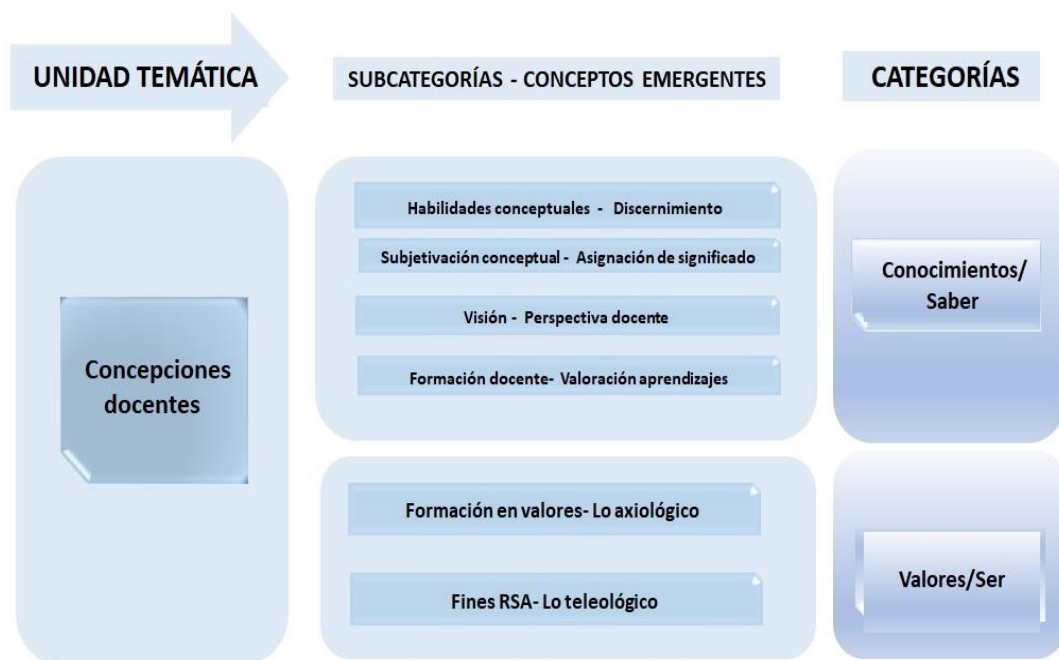 UNIDAD TEMÁTICA
SUBCATEGORÍAS - CONCEPTOS EMERGENTES
CATEGORÍAS
Concepciones
docentes
Habilidades conceptuales - Discernimiento
Subjetivación conceptual - Asignación de significado
Visión - Perspectiva docente
Formación docente- Valoración aprendizajes
Conocimientos/
Saber
Formación en valores- Lo axiológico
Fines RSA- Lo teleológico
Valores/Ser